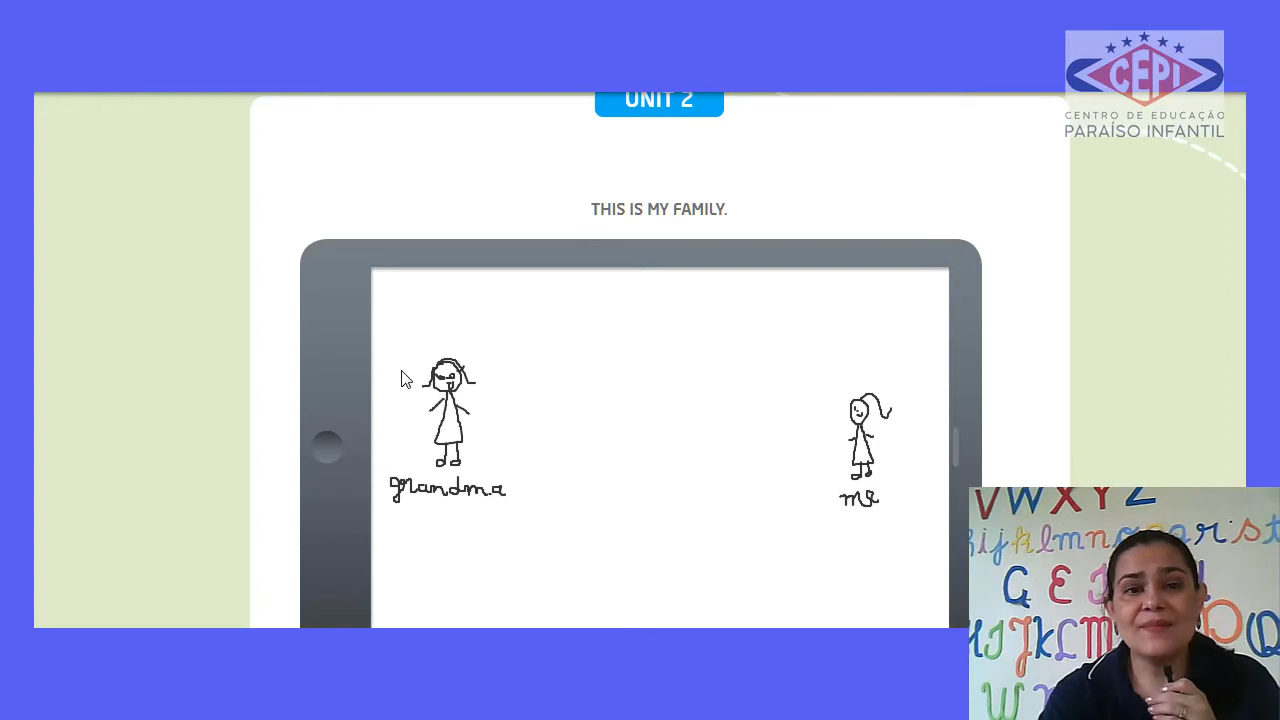 UNIT 2
CEPI
CENTRO DE EDUCAÇÃO
PARAÍSO INFANTIL
THIS IS MY FAMILY.
grandma
me
V W X Y Z
i j k l m n o p q r s t
G E
H I J K L M
O Q
W